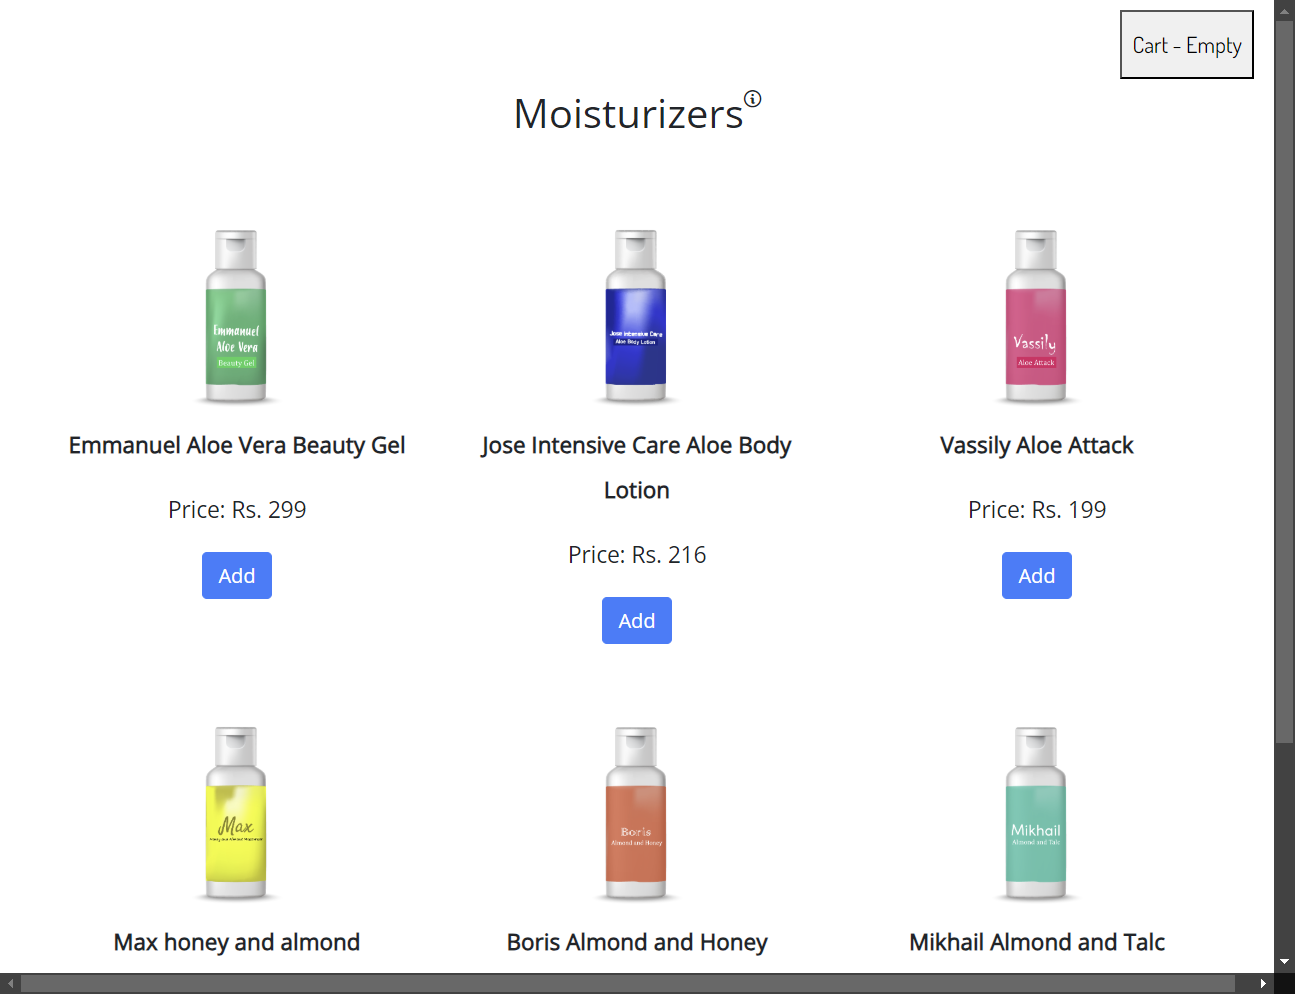 Cart - Empty
Moisturizers
Emmanuel
Aloe Vera
Beauty Gel
Jose Intensive Care
Aloe Body Lotion
Vassily
Aloe Attack
Emmanuel Aloe Vera Beauty Gel
Jose Intensive Care Aloe Body
Lotion
Vassily Aloe Attack
Price: Rs. 299
Price: Rs. 216
Price: Rs. 199
Add
Add
Add
Max
Boris
Almond and Honey
Mikhail
Almond and Talc
Max honey and almond
Boris Almond and Honey
Mikhail Almond and Talc